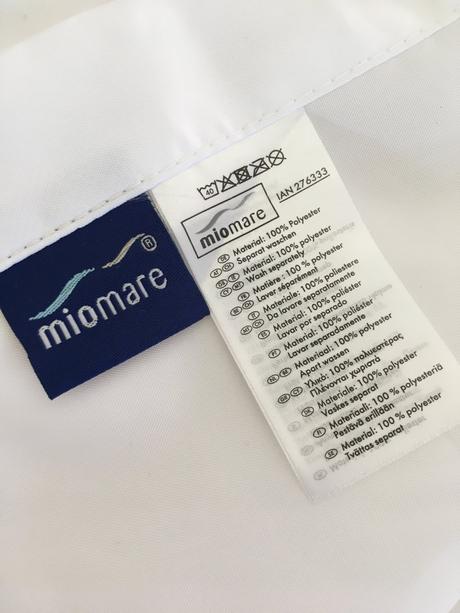 miomare
®
40
miomare
IAN 276333
DE AT CH Material: 100% Polyester
Separat waschen
Material: 100% polyester
Wash separately
Matière : 100 % polyester
Laver séparément
Materiale: 100% poliestere
Da lavare separatamente
Material: 100% poliéster
Lavar por separado
Material: 100% poliéster
Lavar separadamente
Materiaal: 100% polyester
Apart wassen
Υλικό: 100% πολυεστέρας
Πλένονται χωριστά
Materiale: 100 % polyester
Vaskes separat
Materiaali: 100 % polyesteriä
Pestävä erillään
Material: 100 % polyester
Tvättas separat